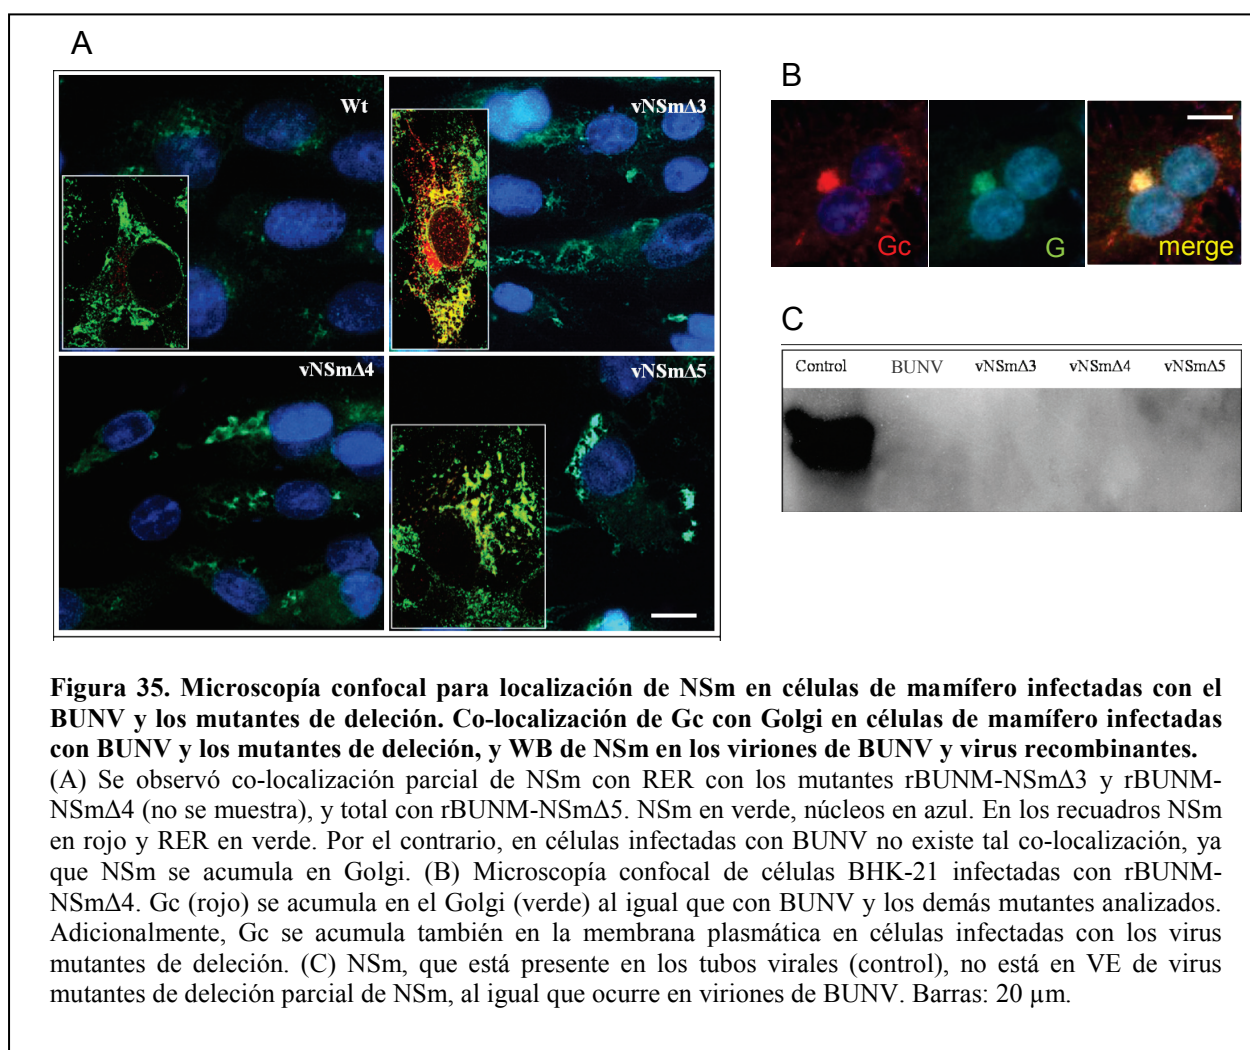 A
Wt
vNSmΔ3
vNSmΔ4
vNSmΔ5
B
Gc
G
merge
C
Control BUNV vNSmΔ3 vNSmΔ4 vNSmΔ5
Figura 35. Microscopía confocal para localización de NSm en células de mamífero infectadas con el
BUNV y los mutantes de deleción. Co-localización de Gc con Golgi en células de mamífero infectadas
con BUNV y los mutantes de deleción, y WB de NSm en los viriones de BUNV y virus recombinantes.
(A) Se observó co-localización parcial de NSm con RER con los mutantes rBUNM-NSmΔ3 y rBUNM-
NSmΔ4 (no se muestra), y total con rBUNM-NSmΔ5. NSm en verde, núcleos en azul. En los recuadros NSm
en rojo y RER en verde. Por el contrario, en células infectadas con BUNV no existe tal co-localización, ya
que NSm se acumula en Golgi. (B) Microscopía confocal de células BHK-21 infectadas con rBUNM-
NSmΔ4. Gc (rojo) se acumula en el Golgi (verde) al igual que con BUNV y los demás mutantes analizados.
Adicionalmente, Gc se acumula también en la membrana plasmática en células infectadas con los virus
mutantes de deleción. (C) NSm, que está presente en los tubos virales (control), no está en VE de virus
mutantes de deleción parcial de NSm, al igual que ocurre en viriones de BUNV. Barras: 20 µm.